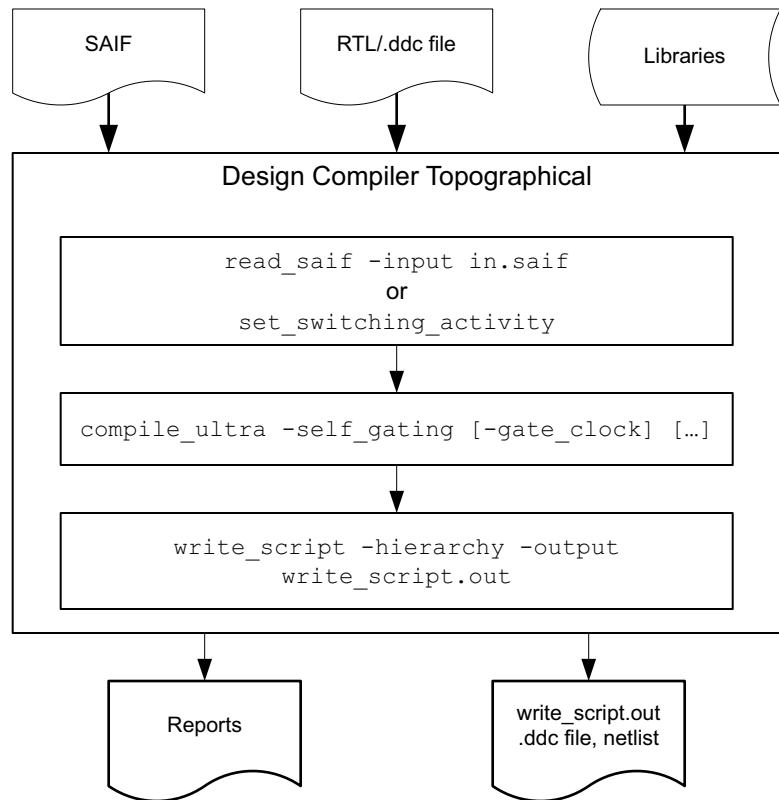 SAIF
RTL/.ddc file
Libraries
Design Compiler Topographical
read_saif -input in.saif
or
set_switching_activity
compile_ultra -self_gating [-gate_clock] […]
write_script -hierarchy -output
write_script.out
Reports
write_script.out
.ddc file, netlist